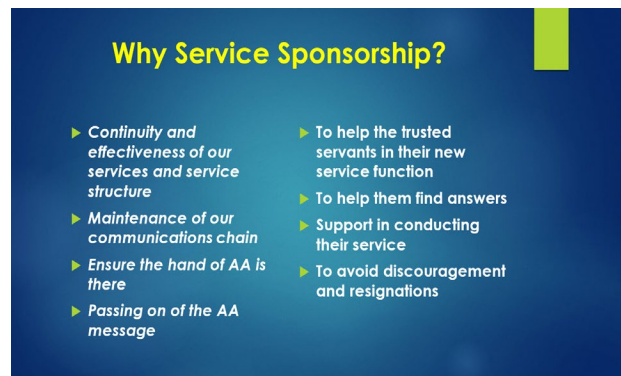 Why Service Sponsorship?
Continuity and
effectiveness of our
services and service
structure
Maintenance of our
communications chain
Ensure the hand of AA is
there
Passing on of the AA
message
To help the trusted
servants in their new
service function
To help them find answers
Support in conducting
their service
To avoid discouragement
and resignations